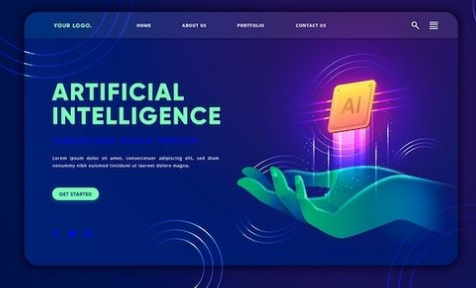 YOUR LOGO.
HOME
ABOUT US
PORTFOLIO
CONTACT US
ARTIFICIAL
INTELLIGENCE
Lorem ipsum dolor sit amet, consectetuer adipiscing elit, sed diam
nonummy nibh euismod tincidunt ut laoreet dolore magna.
GET STARTED
AI